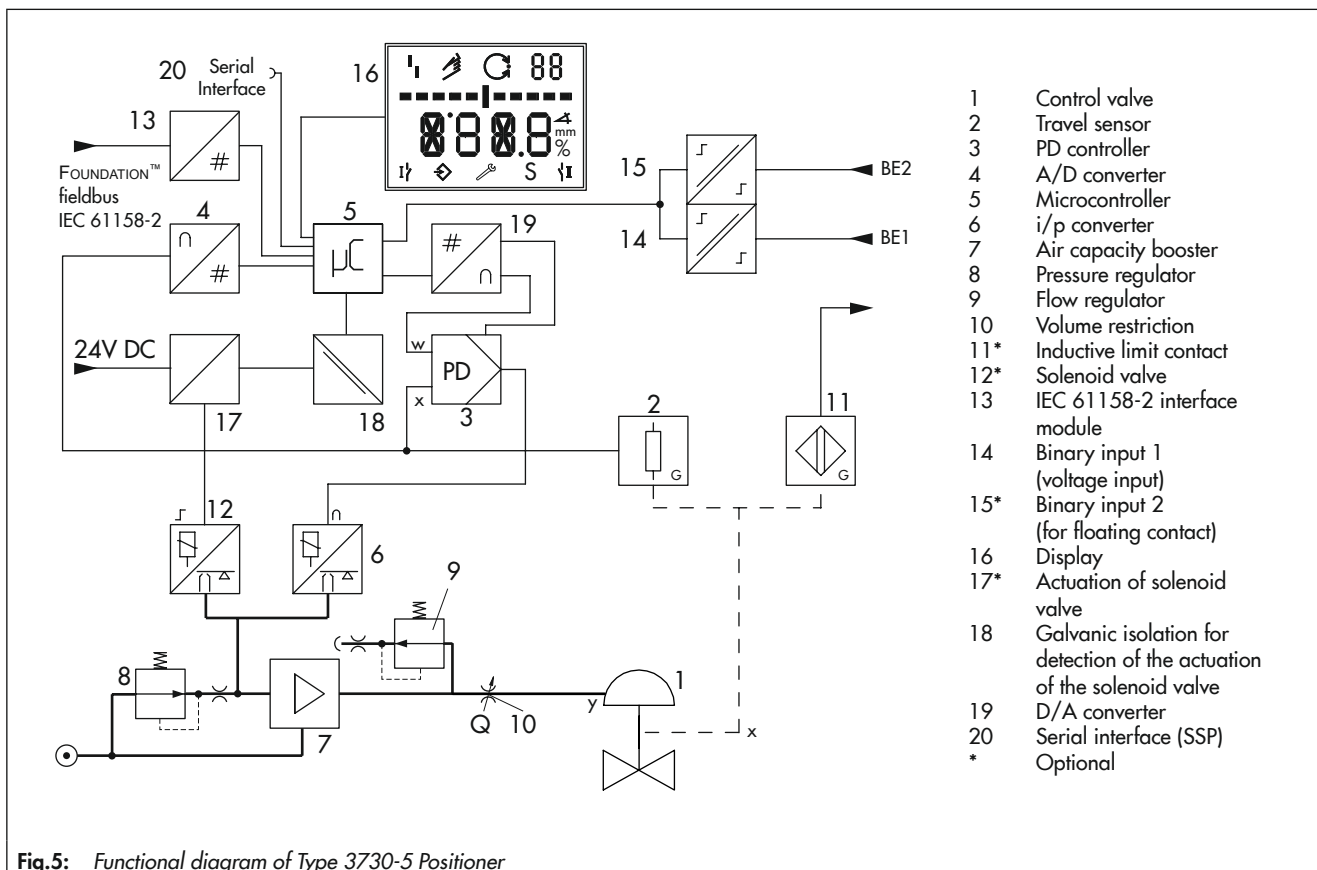 20 Serial Interface
16
88
8.8 8.8
mm
%
S
13
#
FOUNDATION™
fieldbus
IEC 61158-2
4
#
5
µC
19
#
15
BE2
14
BE1
24V DC
17
18
w
PD
x
3
2
G
11
G
12
6
9
8
7
Q
10
y
1
x
1 Control valve
2 Travel sensor
3 PD controller
4 A/D converter
5 Microcontroller
6 i/p converter
7 Air capacity booster
8 Pressure regulator
9 Flow regulator
10 Volume restriction
11* Inductive limit contact
12* Solenoid valve
13 IEC 61158-2 interface
module
14 Binary input 1
(voltage input)
15* Binary input 2
(for floating contact)
16 Display
17* Actuation of solenoid
valve
18 Galvanic isolation for
detection of the actuation
of the solenoid valve
19 D/A converter
20 Serial interface (SSP)
* Optional
Fig.5: Functional diagram of Type 3730-5 Positioner